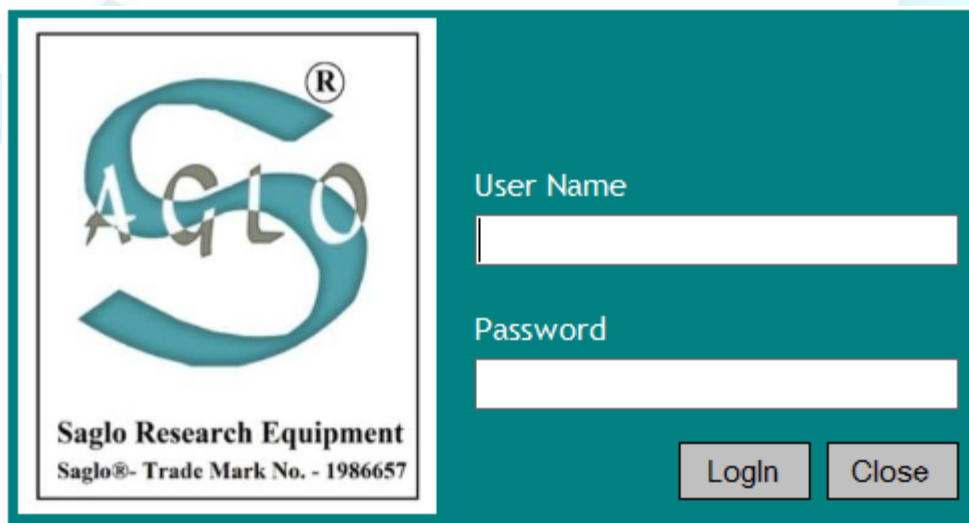 ®
SAGLO
Saglo Research Equipment
Saglo®- Trade Mark No. - 1986657
User Name
Password
LogIn
Close